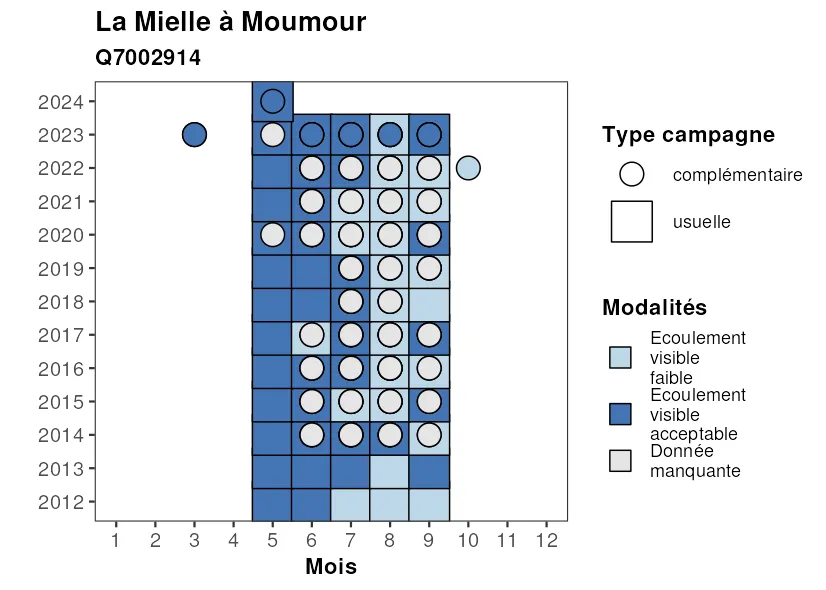 La Mielle à Moumour
Q7002914
2024
2023
2022
2021
2020
2019
2018
2017
2016
2015
2014
2013
2012
1 2 3 4 5 6 7 8 9 10 11 12
Mois
Type campagne
complémentaire
usuelle
Modalités
Ecoulement
visible
faible
Ecoulement
visible
acceptable
Donnée
manquante